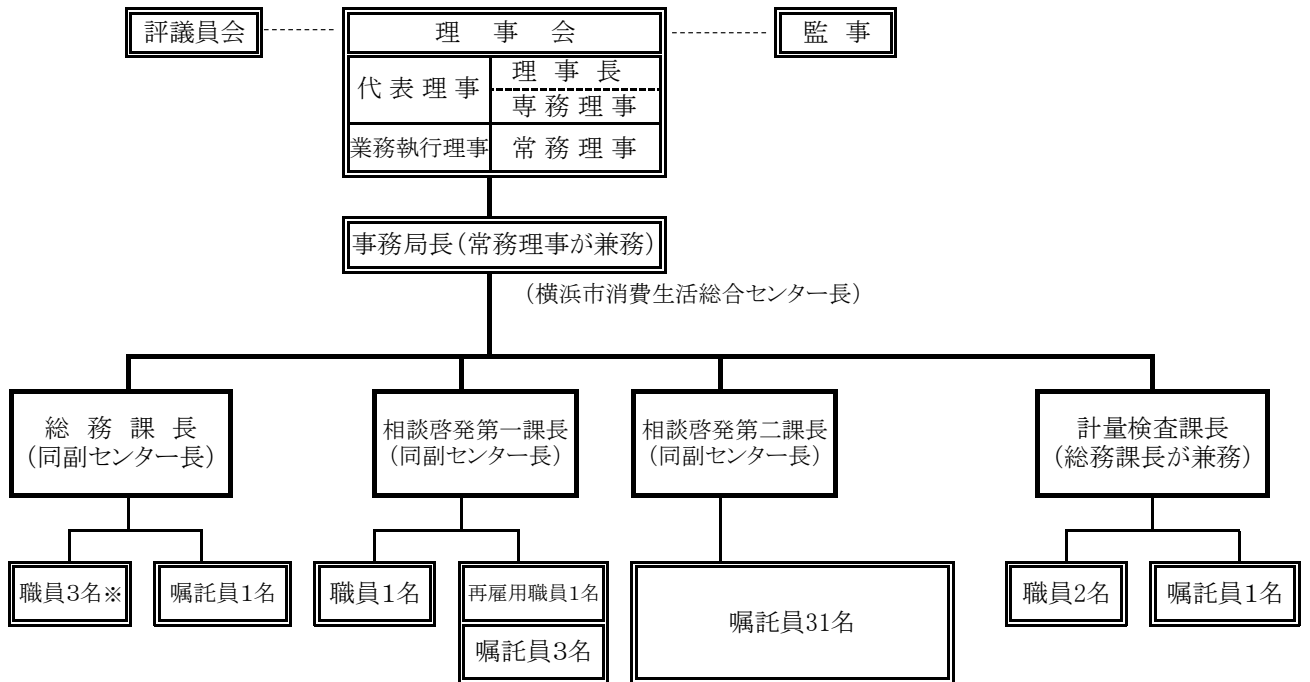 評議員会
理事会
監事
代表理事
理事長
専務理事
業務執行理事
常務理事
事務局長(常務理事が兼務)
(横浜市消費生活総合センター長)
総務課長
(同副センター長)
相談啓発第一課長
(同副センター長)
相談啓発第二課長
(同副センター長)
計量検査課長
(総務課長が兼務)
職員3名※
嘱託員1名
職員1名
再雇用職員1名
嘱託員3名
嘱託員31名
職員2名
嘱託員1名